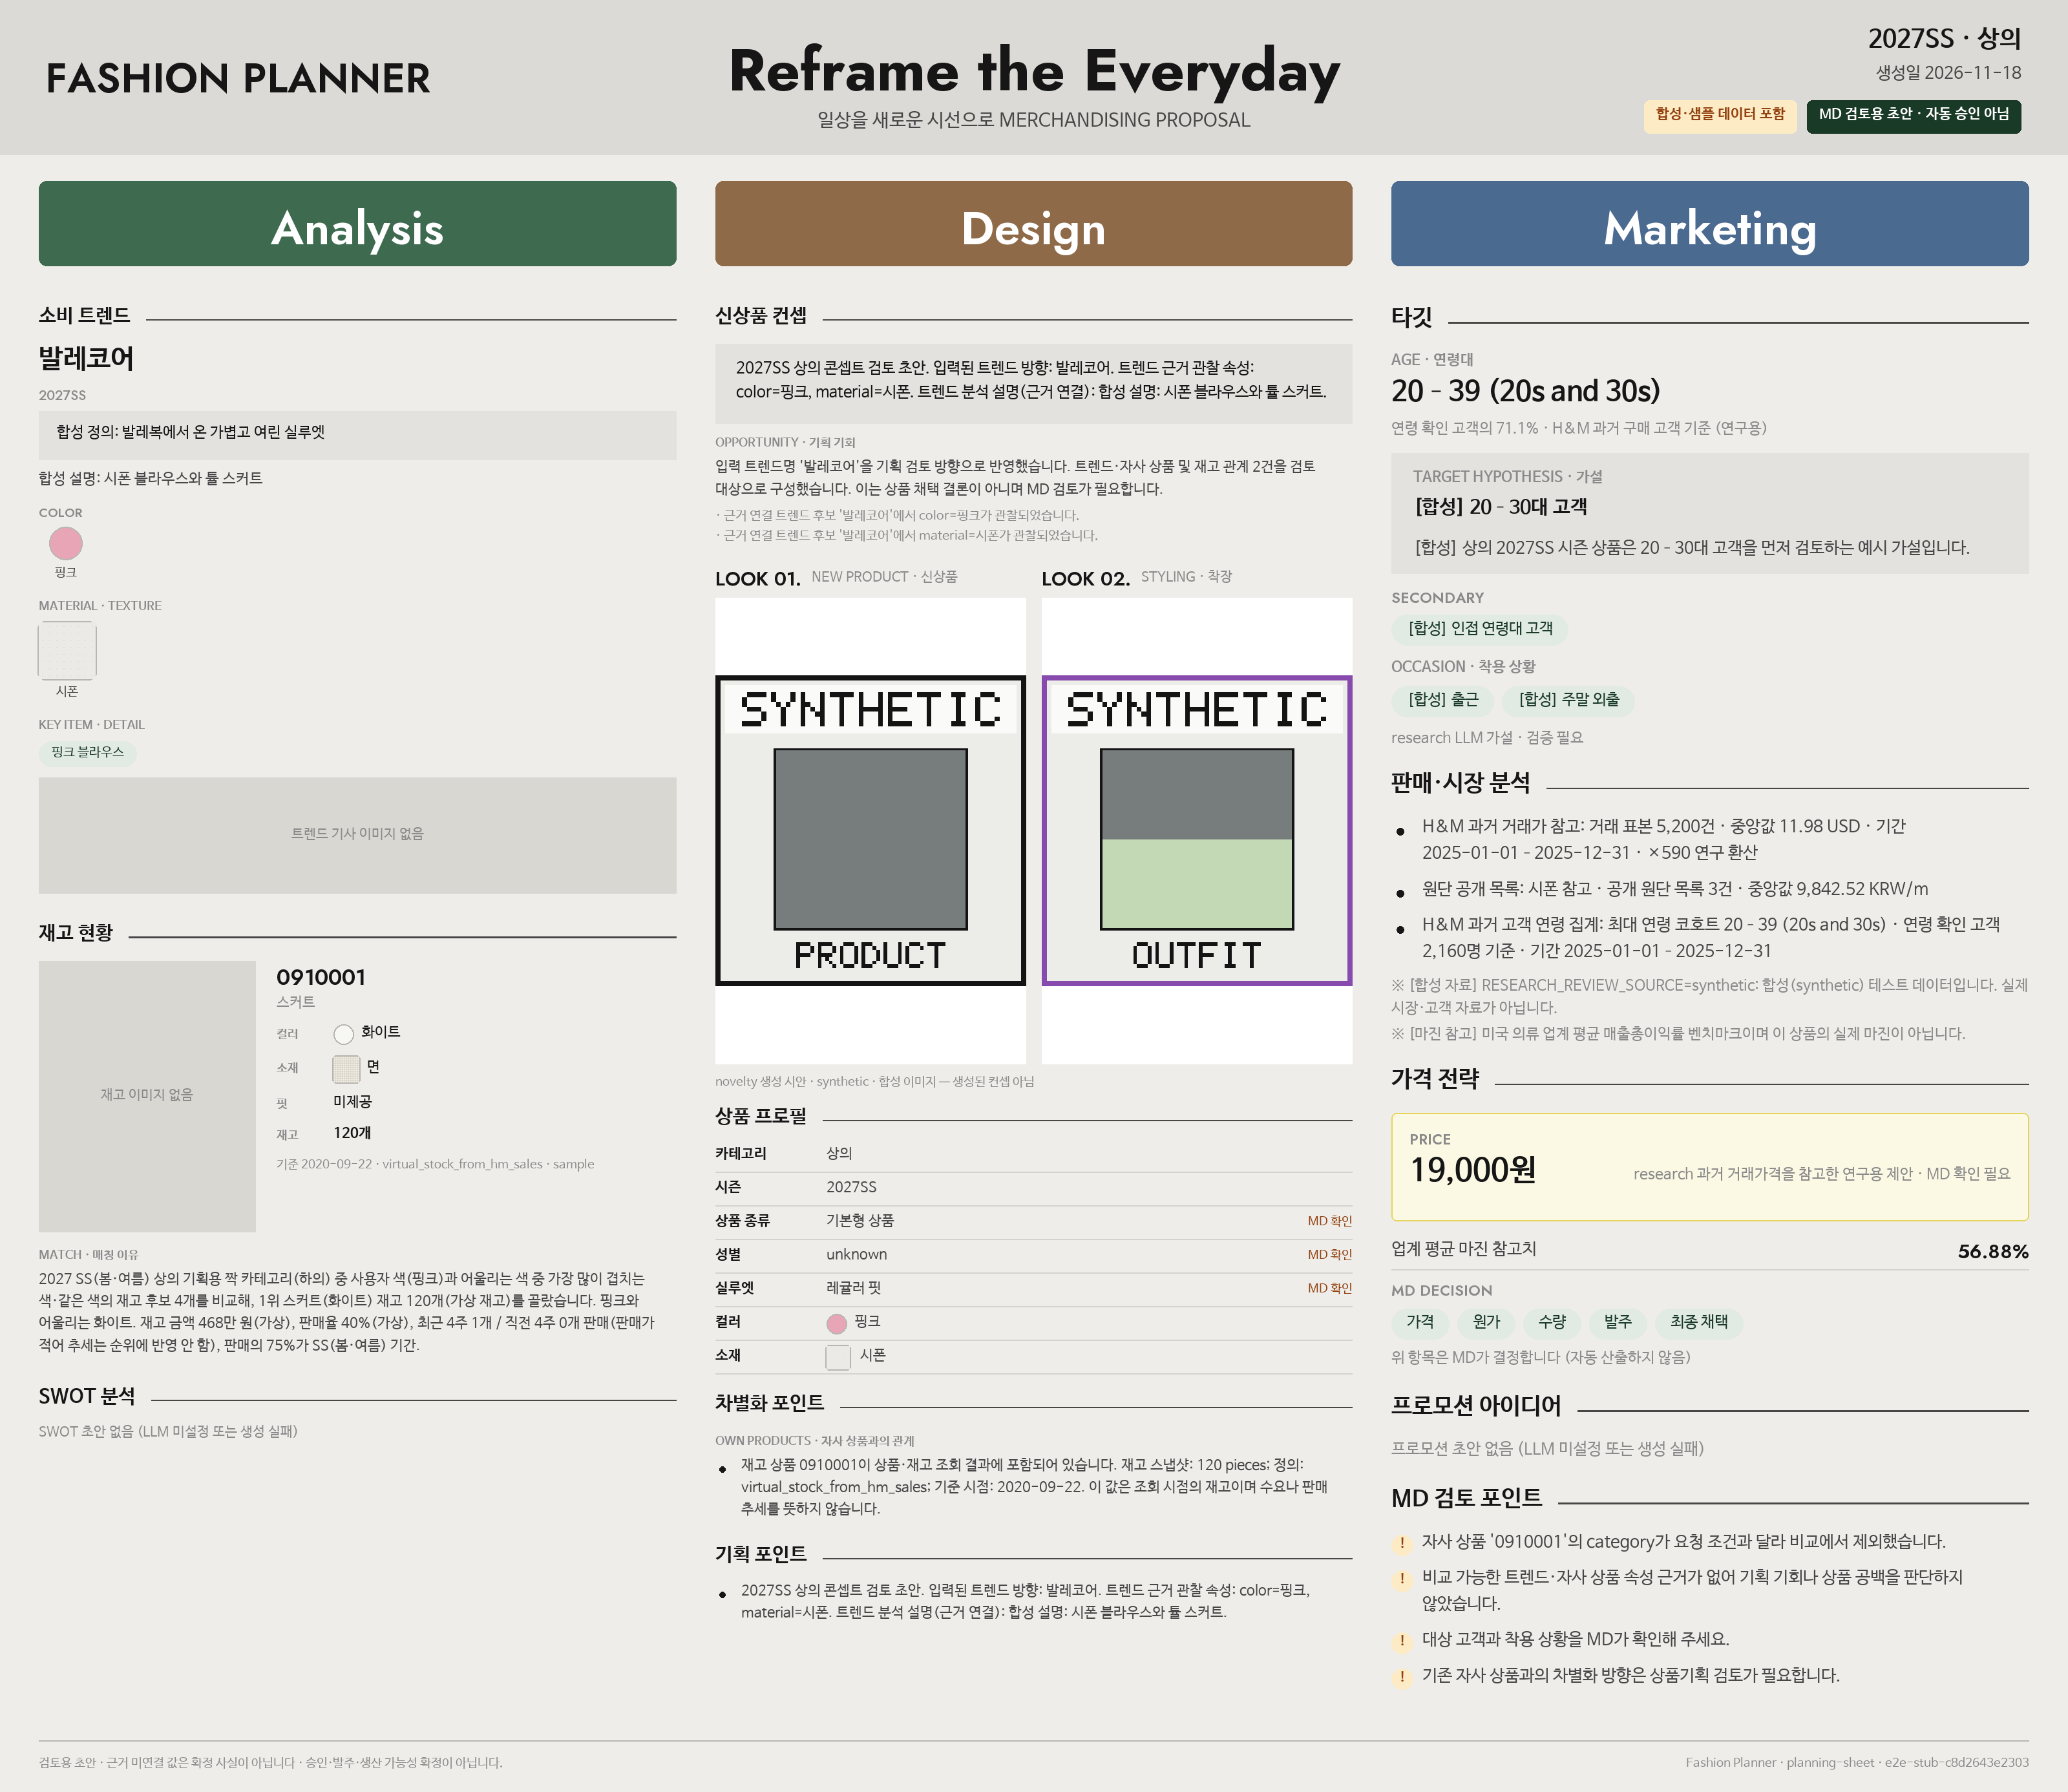 FASHION PLANNER
Reframe the Everyday
일상을 새로운 시선으로 MERCHANDISING PROPOSAL
2027SS · 상의
생성일 2026-11-18
합성·샘플 데이터 포함
MD 검토용 초안 · 자동 승인 아님
Analysis
소비 트렌드
발레코어
2027SS
합성 정의: 발레복에서 온 가볍고 여린 실루엣
합성 설명: 시폰 블라우스와 튤 스커트
COLOR
핑크
MATERIAL · TEXTURE
시폰
KEY ITEM · DETAIL
핑크 블라우스
트렌드 기사 이미지 없음
재고 현황
재고 이미지 없음
0910001
스커트
컬러 화이트
소재 면
핏 미제공
재고 120개
기준 2020-09-22 · virtual_stock_from_hm_sales · sample
MATCH · 매칭 이유
2027 SS(봄·여름) 상의 기획용 짝 카테고리(하의) 중 사용자 색(핑크)과 어울리는 색 중 가장 많이 겹치는
색·같은 색의 재고 후보 4개를 비교해, 1위 스커트(화이트) 재고 120개(가상 재고)를 골랐습니다. 핑크와
어울리는 화이트. 재고 금액 468만 원(가상), 판매율 40%(가상), 최근 4주 1개 / 직전 4주 0개 판매(판매가
적어 추세는 순위에 반영 안 함), 판매의 75%가 SS(봄·여름) 기간.
SWOT 분석
SWOT 초안 없음 (LLM 미설정 또는 생성 실패)
Design
신상품 컨셉
2027SS 상의 콘셉트 검토 초안. 입력된 트렌드 방향: 발레코어. 트렌드 근거 관찰 속성:
color=핑크, material=시폰. 트렌드 분석 설명(근거 연결): 합성 설명: 시폰 블라우스와 튤 스커트.
OPPORTUNITY · 기획 기회
입력 트렌드명 '발레코어'을 기획 검토 방향으로 반영했습니다. 트렌드·자사 상품 및 재고 관계 2건을 검토
대상으로 구성했습니다. 이는 상품 채택 결론이 아니며 MD 검토가 필요합니다.
· 근거 연결 트렌드 후보 '발레코어'에서 color=핑크가 관찰되었습니다.
· 근거 연결 트렌드 후보 '발레코어'에서 material=시폰가 관찰되었습니다.
LOOK 01. NEW PRODUCT · 신상품
SYNTHETIC
PRODUCT
LOOK 02. STYLING · 착장
SYNTHETIC
OUTFIT
novelty 생성 시안 · synthetic · 합성 이미지 — 생성된 컨셉 아님
상품 프로필
카테고리 상의
시즌 2027SS
상품 종류 기본형 상품 MD 확인
성별 unknown MD 확인
실루엣 레귤러 핏 MD 확인
컬러 핑크
소재 시폰
차별화 포인트
OWN PRODUCTS · 자사 상품과의 관계
● 재고 상품 0910001이 상품·재고 조회 결과에 포함되어 있습니다. 재고 스냅샷: 120 pieces; 정의:
virtual_stock_from_hm_sales; 기준 시점: 2020-09-22. 이 값은 조회 시점의 재고이며 수요나 판매
추세를 뜻하지 않습니다.
기획 포인트
● 2027SS 상의 콘셉트 검토 초안. 입력된 트렌드 방향: 발레코어. 트렌드 근거 관찰 속성: color=핑크,
material=시폰. 트렌드 분석 설명(근거 연결): 합성 설명: 시폰 블라우스와 튤 스커트.
Marketing
타깃
AGE · 연령대
20 - 39 (20s and 30s)
연령 확인 고객의 71.1% · H&M 과거 구매 고객 기준 (연구용)
TARGET HYPOTHESIS · 가설
[합성] 20 - 30대 고객
[합성] 상의 2027SS 시즌 상품은 20 - 30대 고객을 먼저 검토하는 예시 가설입니다.
SECONDARY
[합성] 인접 연령대 고객
OCCASION · 착용 상황
[합성] 출근 [합성] 주말 외출
research LLM 가설 · 검증 필요
판매·시장 분석
● H&M 과거 거래가 참고: 거래 표본 5,200건 · 중앙값 11.98 USD · 기간
2025-01-01 - 2025-12-31 · ×590 연구 환산
● 원단 공개 목록: 시폰 참고 · 공개 원단 목록 3건 · 중앙값 9,842.52 KRW/m
● H&M 과거 고객 연령 집계: 최대 연령 코호트 20 - 39 (20s and 30s) · 연령 확인 고객
2,160명 기준 · 기간 2025-01-01 - 2025-12-31
※ [합성 자료] RESEARCH_REVIEW_SOURCE=synthetic: 합성(synthetic) 테스트 데이터입니다. 실제
시장·고객 자료가 아닙니다.
※ [마진 참고] 미국 의류 업계 평균 매출총이익률 벤치마크이며 이 상품의 실제 마진이 아닙니다.
가격 전략
PRICE
19,000원 research 과거 거래가격을 참고한 연구용 제안 · MD 확인 필요
업계 평균 마진 참고치 56.88%
MD DECISION
가격 원가 수량 발주 최종 채택
위 항목은 MD가 결정합니다 (자동 산출하지 않음)
프로모션 아이디어
프로모션 초안 없음 (LLM 미설정 또는 생성 실패)
MD 검토 포인트
! 자사 상품 '0910001'의 category가 요청 조건과 달라 비교에서 제외했습니다.
! 비교 가능한 트렌드·자사 상품 속성 근거가 없어 기획 기회나 상품 공백을 판단하지
않았습니다.
! 대상 고객과 착용 상황을 MD가 확인해 주세요.
! 기존 자사 상품과의 차별화 방향은 상품기획 검토가 필요합니다.
검토용 초안 · 근거 미연결 값은 확정 사실이 아닙니다 · 승인·발주·생산 가능성 확정이 아닙니다.
Fashion Planner · planning-sheet · e2e-stub-c8d2643e2303